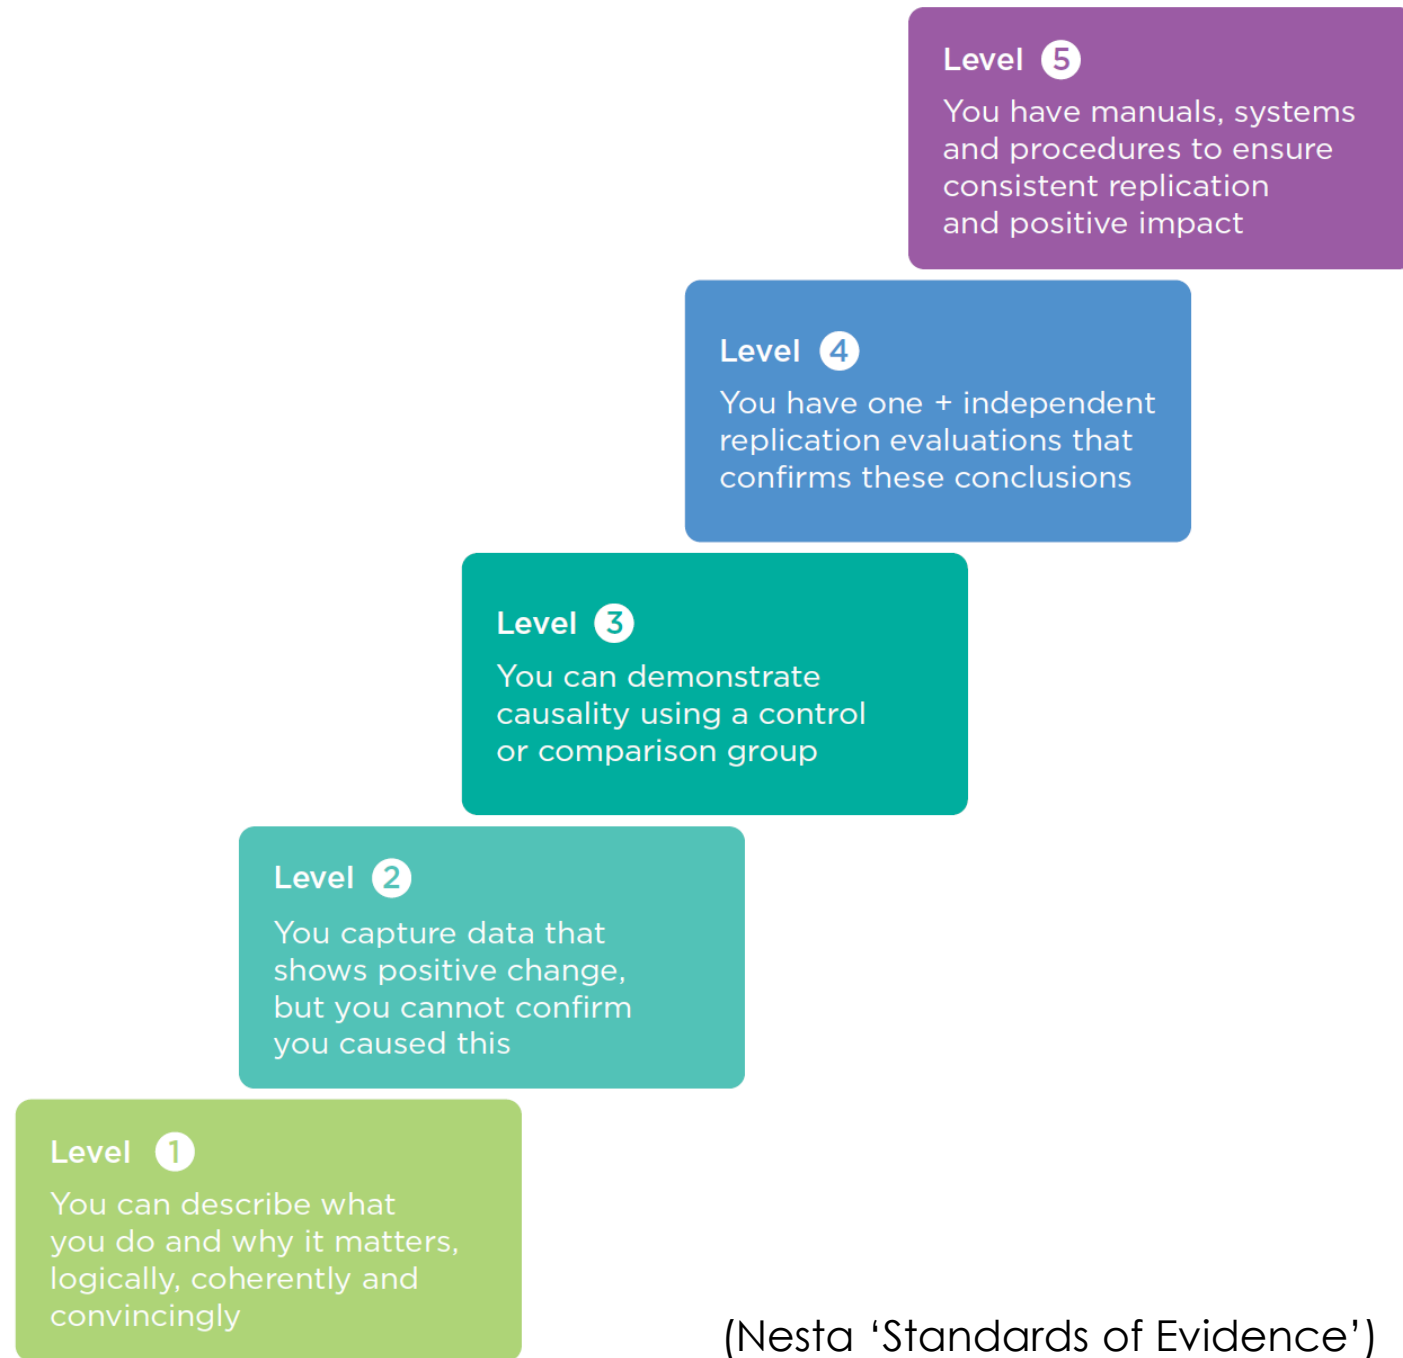 Level 5
You have manuals, systems
and procedures to ensure
consistent replication
and positive impact
Level 4
You have one + independent
replication evaluations that
confirms these conclusions
Level 3
You can demonstrate
causality using a control
or comparison group
Level 2
You capture data that
shows positive change,
but you cannot confirm
you caused this
Level 1
You can describe what
you do and why it matters,
logically, coherently and
convincingly
(Nesta ‘Standards of Evidence’)